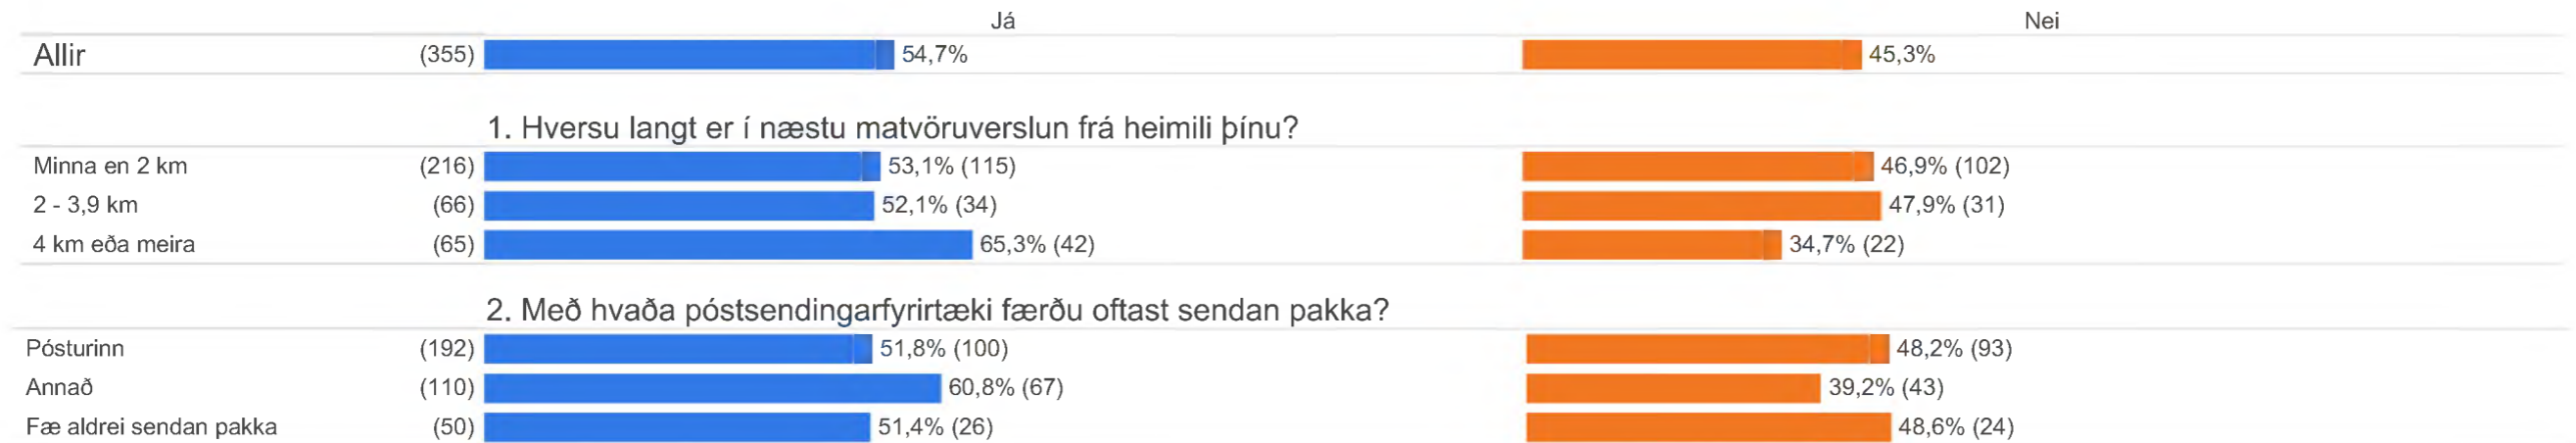 Já Nei
Allir (355) 54,7% 45,3%
1. Hversu langt er í næstu matvöruverslun frá heimili þínu?
Minna en 2 km (216) 53,1% (115) 46,9% (102)
2 - 3,9 km (66) 52,1% (34) 47,9% (31)
4 km eða meira (65) 65,3% (42) 34,7% (22)
2. Með hvaða póstsendingarfyrirtæki færðu oftast sendan pakka?
Pósturinn (192) 51,8% (100) 48,2% (93)
Annað (110) 60,8% (67) 39,2% (43)
Fæ aldrei sendan pakka (50) 51,4% (26) 48,6% (24)